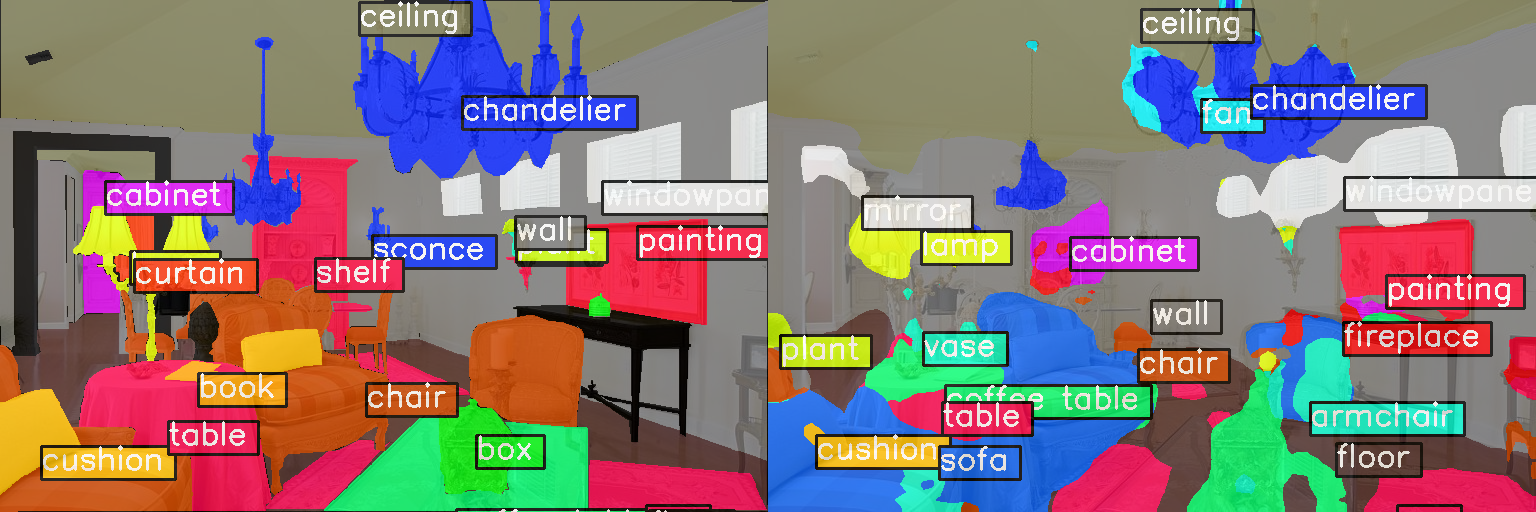 ceiling
chandelier
cabinet
windowpan
wall
painting
sconce
curtain
shelf
book
chair
table
box
cushion
ceiling
chandelier
fan
windowpane
mirror
lamp
cabinet
painting
wall
fireplace
plant
vase
chair
coffee table
table
armchair
cushion
sofa
floor